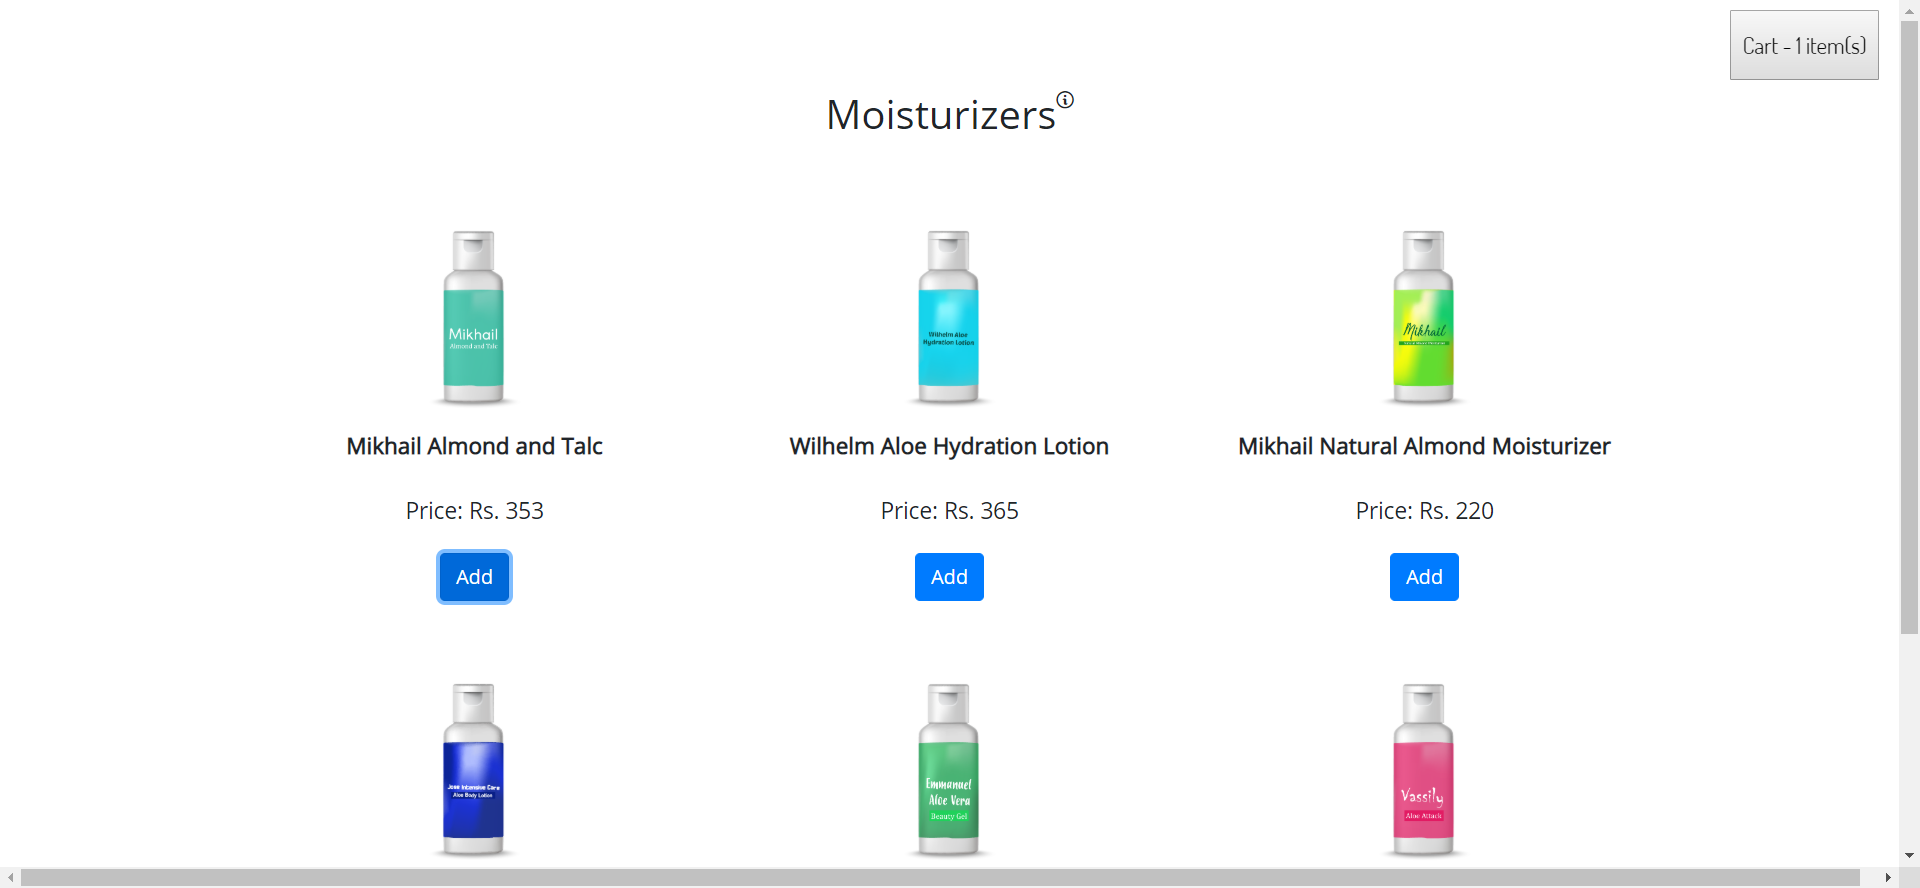 Cart - 1 item(s)
Moisturizers
Mikhail
Almond and Talc
Wilhelm Aloe
Hydration Lotion
Mikhail
Mikhail Almond and Talc
Wilhelm Aloe Hydration Lotion
Mikhail Natural Almond Moisturizer
Price: Rs. 353
Price: Rs. 365
Price: Rs. 220
Add
Add
Add
Jose Intensive Care
Aloe Body Lotion
Emmanuel
Aloe Vera
Beauty Gel
Vassily
Aloe Attack